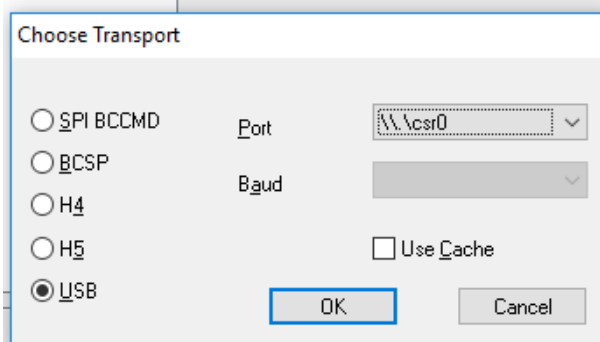 Choose Transport
SPI BCCMD
BCSP
H4
H5
USB
Port
\\.\csr0
Baud
Use Cache
OK
Cancel